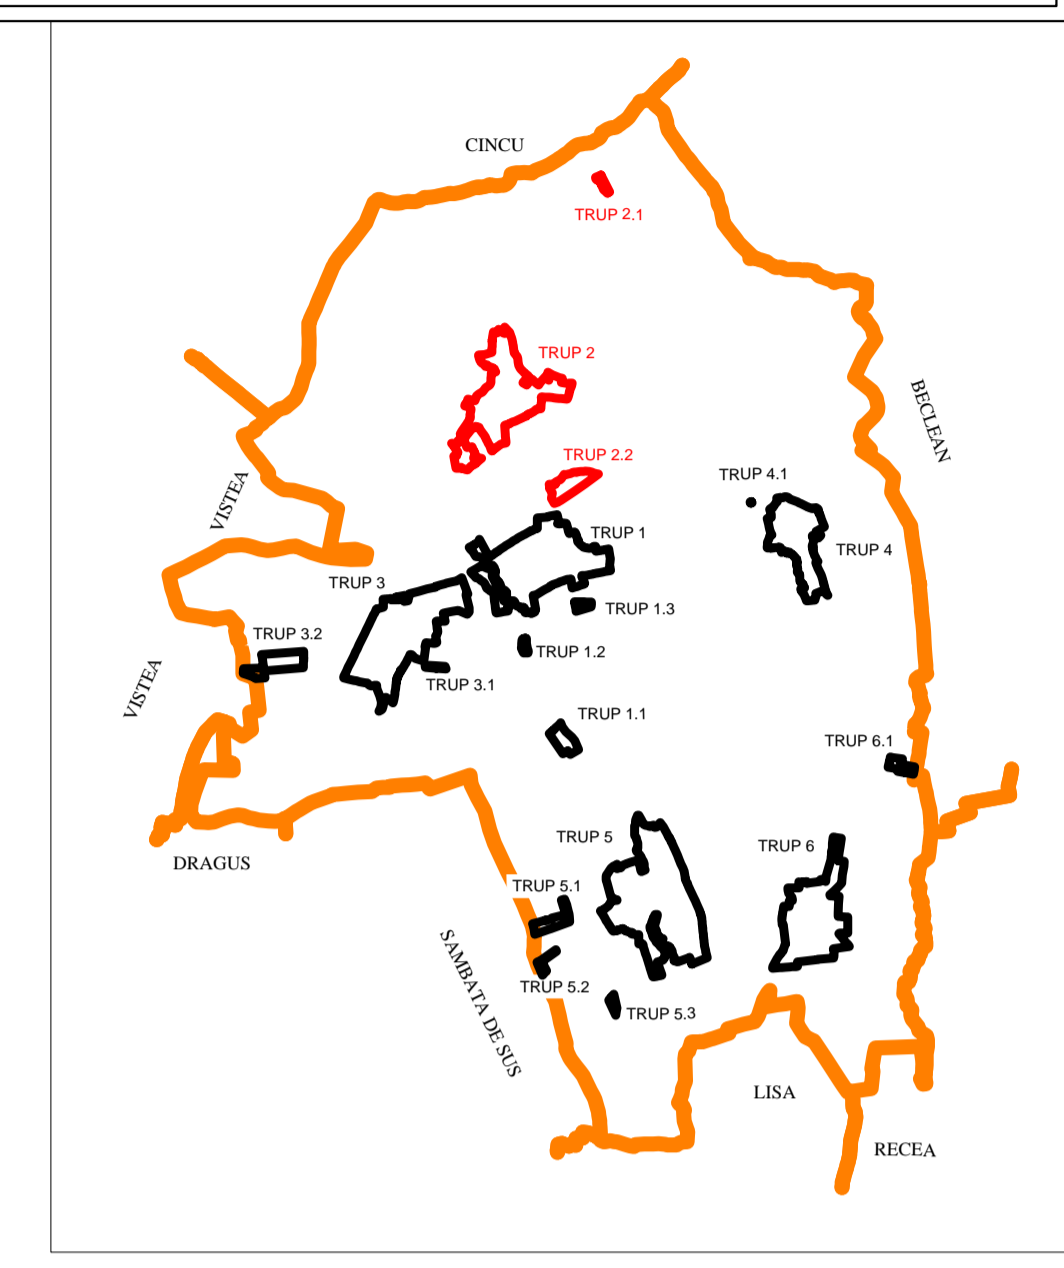 CINCU
TRUP 2.1
TRUP 2
BECLEAN
TRUP 2.2
TRUP 4.1
VISTEA
TRUP 1
TRUP 4
TRUP 3
TRUP 1.3
TRUP 3.2
TRUP 1.2
VISTEA
TRUP 3.1
TRUP 1.1
TRUP 6.1
TRUP 5
TRUP 6
DRAGUS
TRUP 5.1
SAMBATA DE SUS
TRUP 5.2
TRUP 5.3
LISA
RECEA